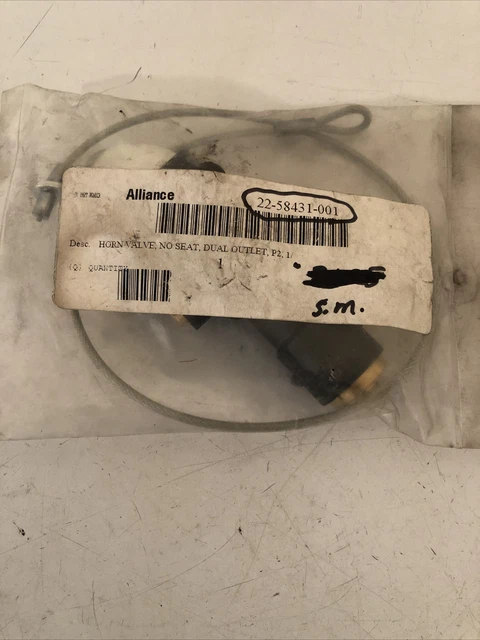 Alliance
22-58431-001
Desc. HORN VALVE, NO SEAT, DUAL OUTLET, P2, 1/
1
(Q) QUANTITY
S.M.